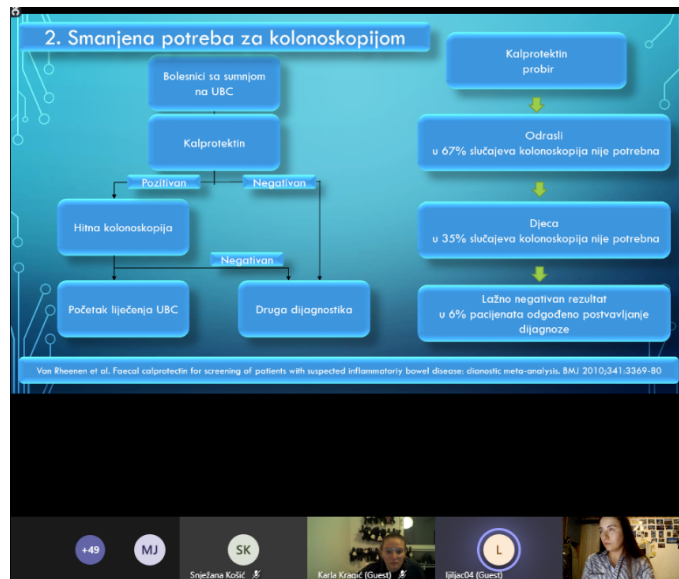 2. Smanjena potreba za kolonoskopijom
Bolesnici sa sumnjom
na UBC
Kalprotektin
Pozitivan
Negativan
Hitna kolonoskopija
Negativan
Početak liječenja UBC
Druga dijagnostika
Kalprotektin
probir
Odrasli
u 67% slučajeva kolonoskopija nije potrebna
Djeca
u 35% slučajeva kolonoskopija nije potrebna
Lažno negativan rezultat
u 6% pacijenata odgođeno postvavljanje
dijagnoze
Van Rheenen et al. Faecal calprotectin for screening of patients with suspected inflammatoriy bowel disease: dianostic meta-analysis. BMJ 2010;341:3369-80
+49
MJ
SK
L
Snježana Košić
Karla Kragić (Guest)
ljiljac04 (Guest)